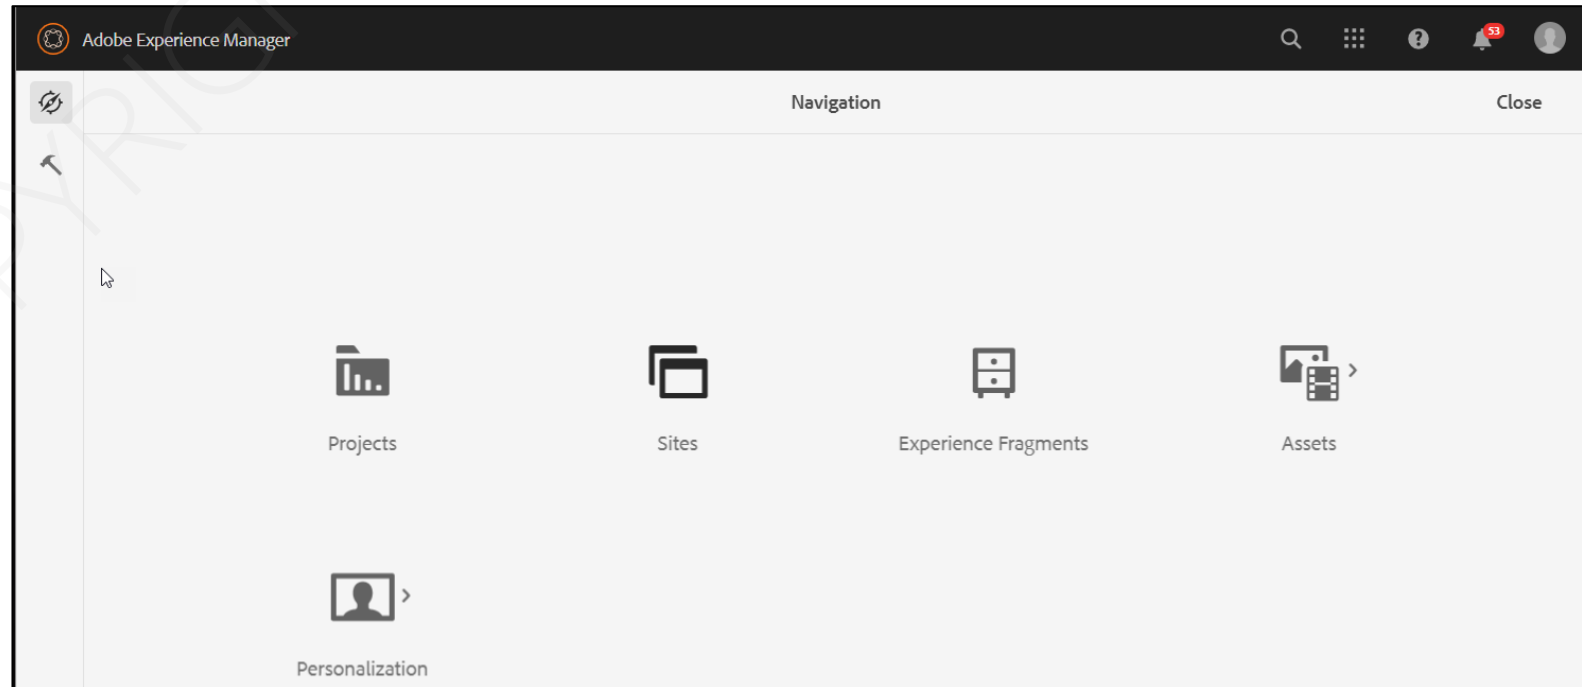 Adobe Experience Manager
53
Navigation
Close
Projects
Sites
Experience Fragments
Assets
Personalization